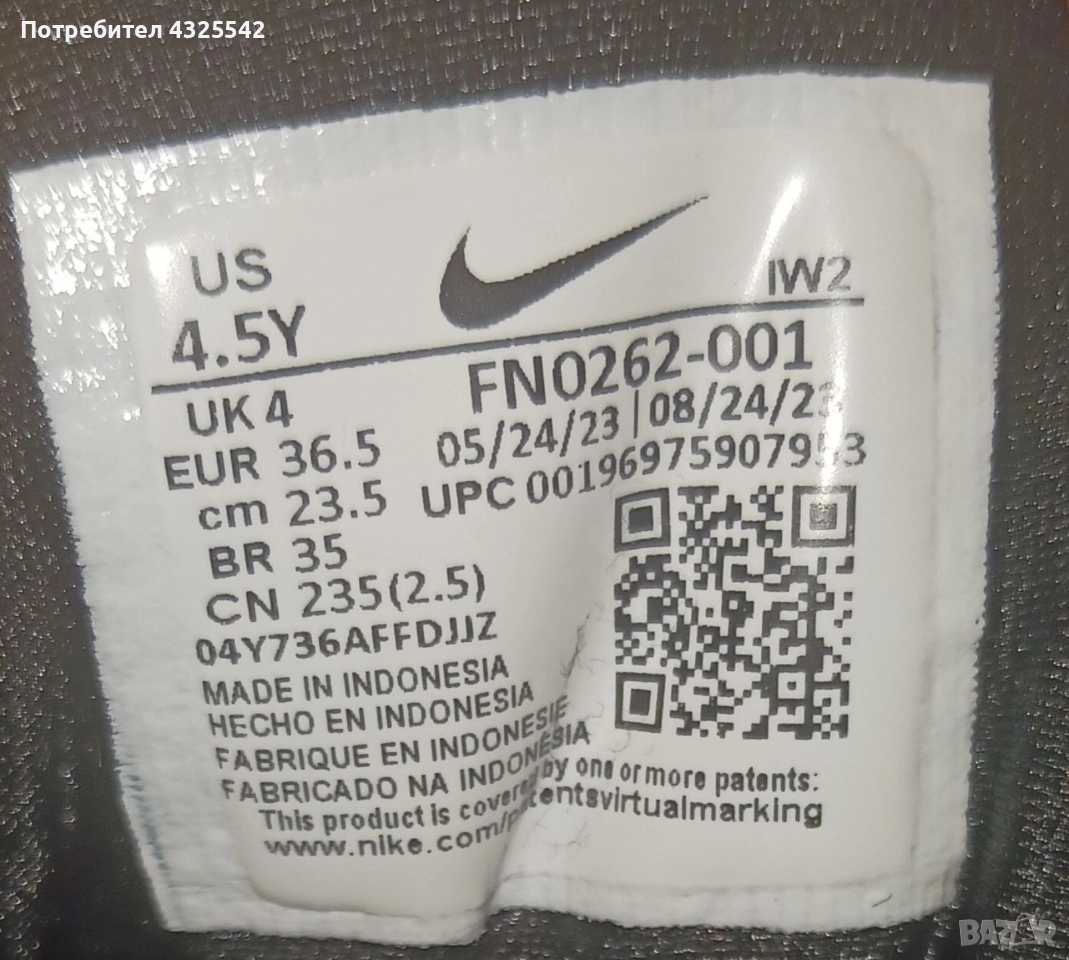 Потребител 4325542
US
4.5Y
IW2
UK 4
FN0262-001
EUR 36.5
05/24/23 | 08/24/23
cm 23.5
UPC 00196975907953
BR 35
CN 235(2.5)
04Y736AFFDJJZ
MADE IN INDONESIA
HECHO EN INDONESIA
FABRIQUE EN INDONESIE
FABRICADO NA INDONÉSIA
This product is covered by one or more patents:
www.nike.com/patentsvirtualmarking
BAZAR